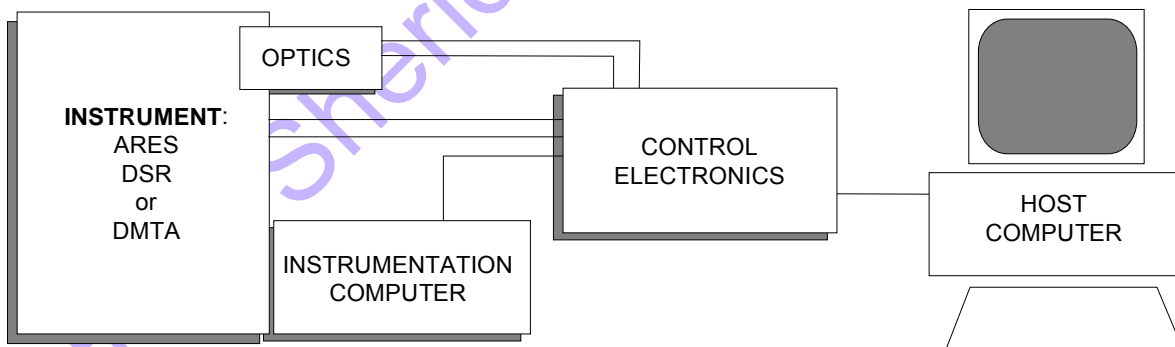 OPTICS
INSTRUMENT:
ARES
DSR
or
DMTA
CONTROL
ELECTRONICS
HOST
COMPUTER
INSTRUMENTATION
COMPUTER